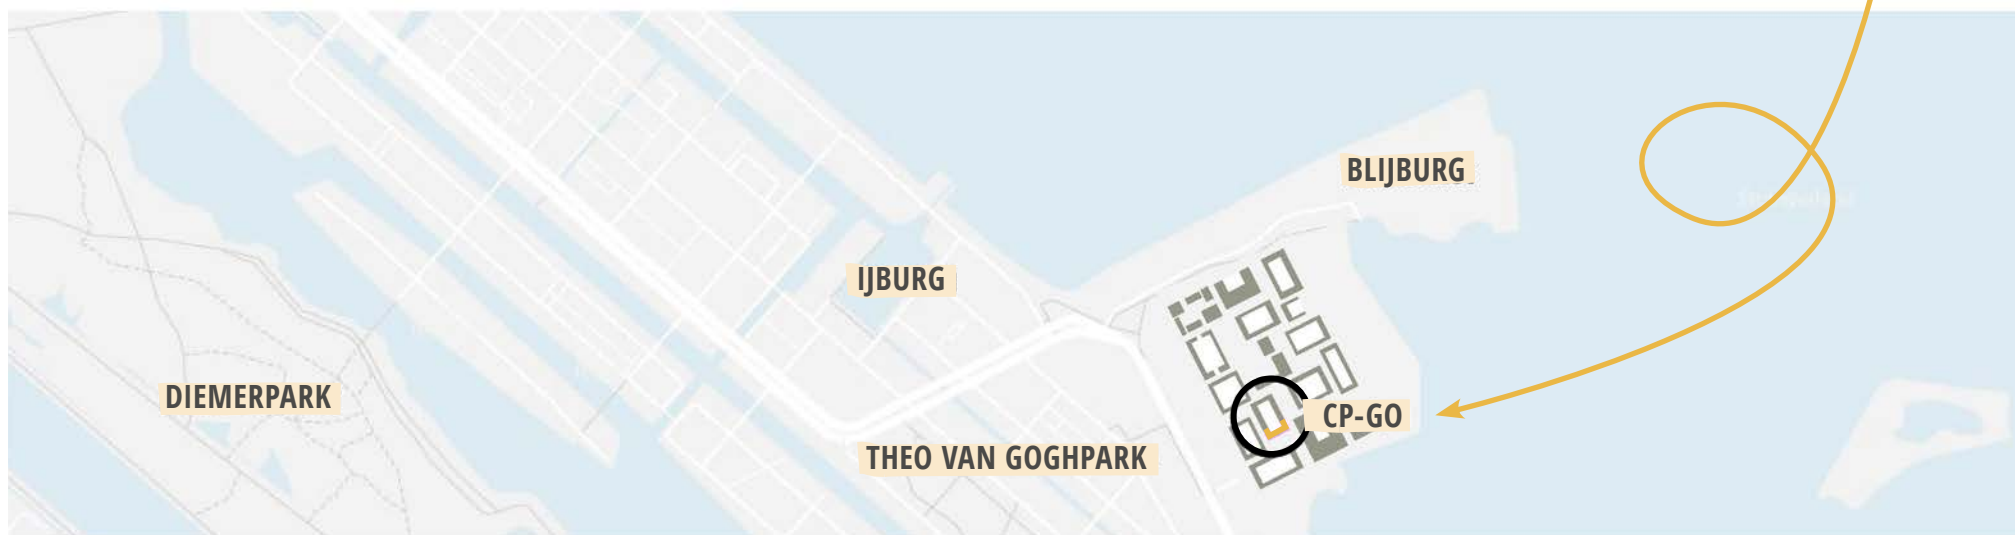 BLIJBURG
IJBURG
DIEMERPARK
CP-GO
THEO VAN GOGHPARK